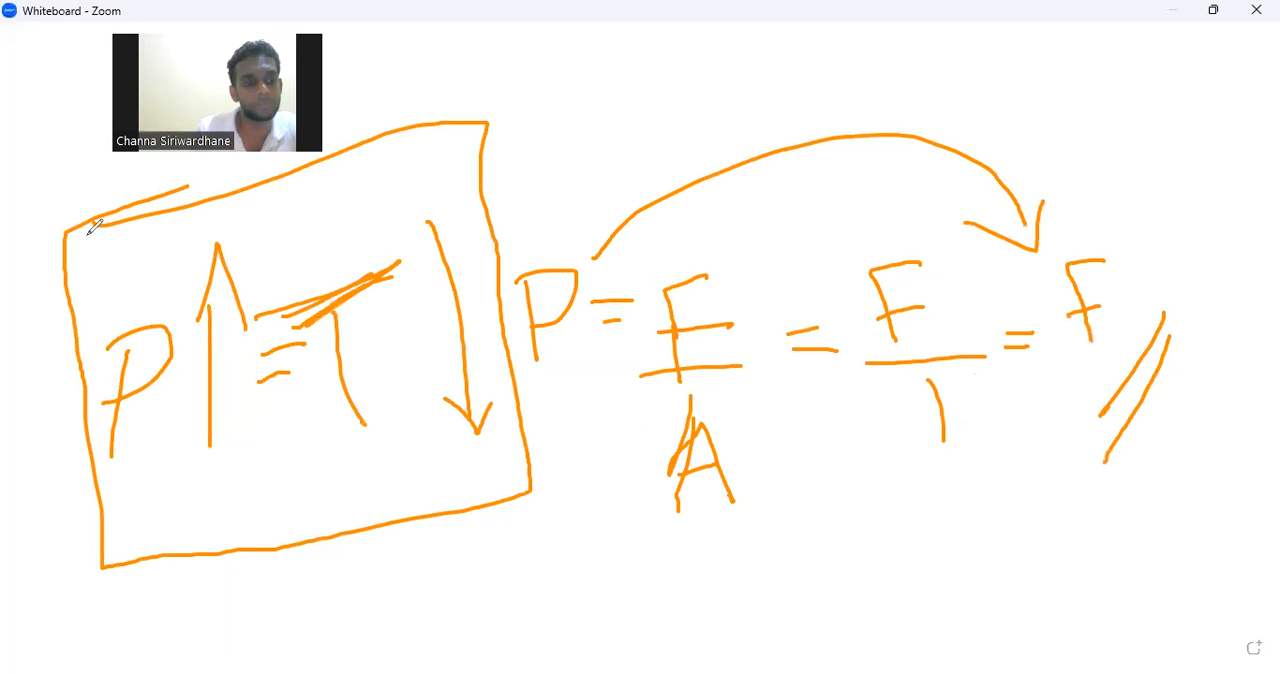 Whiteboard - Zoom
Channa Siriwardhane
P ↑ = T ↓
P = F/A = F/1 = F //